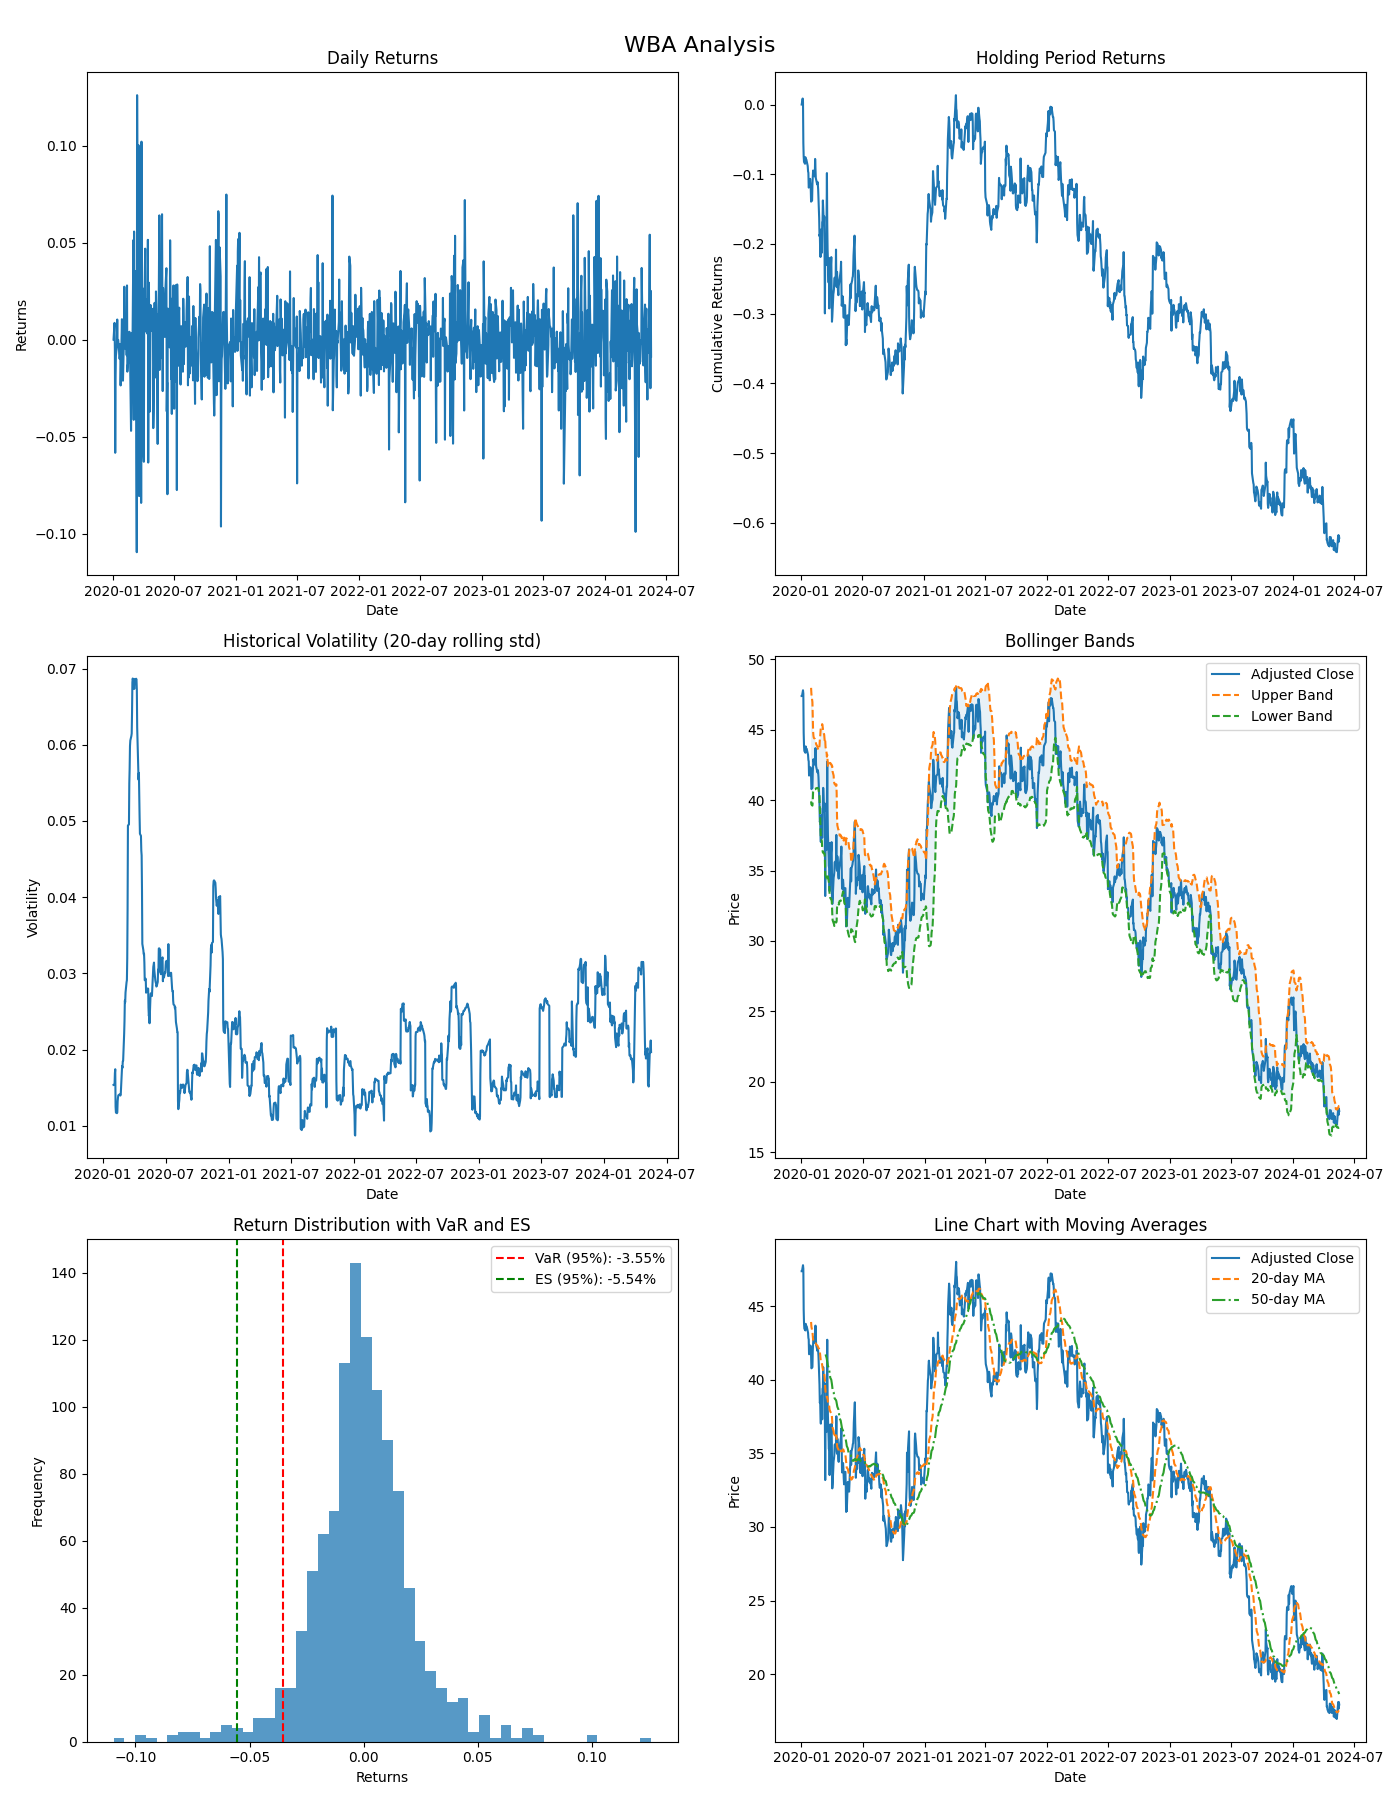 WBA Analysis
Daily Returns
Returns
0.10
0.05
0.00
−0.05
−0.10
2020-01 2020-07 2021-01 2021-07 2022-01 2022-07 2023-01 2023-07 2024-01 2024-07
Date
Holding Period Returns
Cumulative Returns
0.0
−0.1
−0.2
−0.3
−0.4
−0.5
−0.6
2020-01 2020-07 2021-01 2021-07 2022-01 2022-07 2023-01 2023-07 2024-01 2024-07
Date
Historical Volatility (20-day rolling std)
Volatility
0.07
0.06
0.05
0.04
0.03
0.02
0.01
2020-01 2020-07 2021-01 2021-07 2022-01 2022-07 2023-01 2023-07 2024-01 2024-07
Date
Bollinger Bands
Adjusted Close
Upper Band
Lower Band
Price
50
45
40
35
30
25
20
15
2020-01 2020-07 2021-01 2021-07 2022-01 2022-07 2023-01 2023-07 2024-01 2024-07
Date
Return Distribution with VaR and ES
VaR (95%): -3.55%
ES (95%): -5.54%
Frequency
140
120
100
80
60
40
20
0
−0.10 −0.05 0.00 0.05 0.10
Returns
Line Chart with Moving Averages
Adjusted Close
20-day MA
50-day MA
Price
45
40
35
30
25
20
2020-01 2020-07 2021-01 2021-07 2022-01 2022-07 2023-01 2023-07 2024-01 2024-07
Date